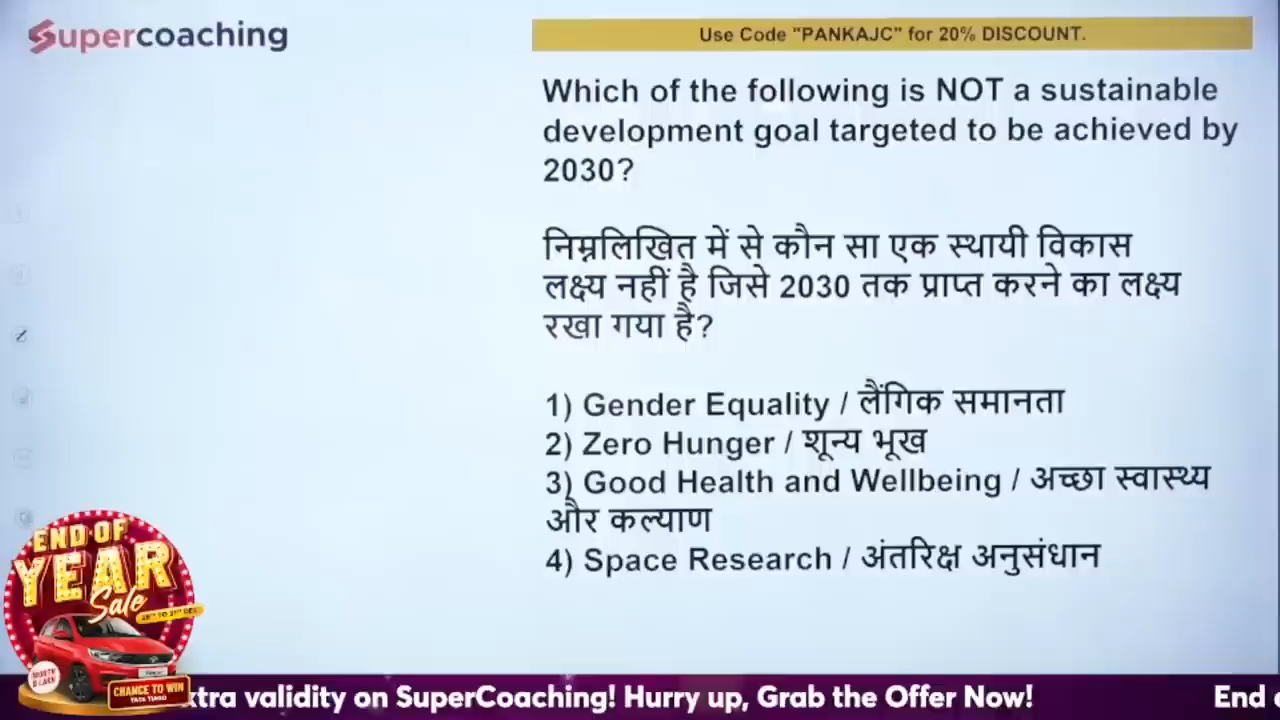 Supercoaching
Use Code "PANKAJC" for 20% DISCOUNT.
Which of the following is NOT a sustainable
development goal targeted to be achieved by
2030?
निम्नलिखित में से कौन सा एक स्थायी विकास
लक्ष्य नहीं है जिसे 2030 तक प्राप्त करने का लक्ष्य
रखा गया है?
1) Gender Equality / लैंगिक समानता
2) Zero Hunger / शून्य भूख
3) Good Health and Wellbeing / अच्छा स्वास्थ्य
और कल्याण
4) Space Research / अंतरिक्ष अनुसंधान
END OF
YEAR
Sale
CHANCE TO WIN
TATA TIAGO
xtra validity on SuperCoaching! Hurry up, Grab the Offer Now!
End